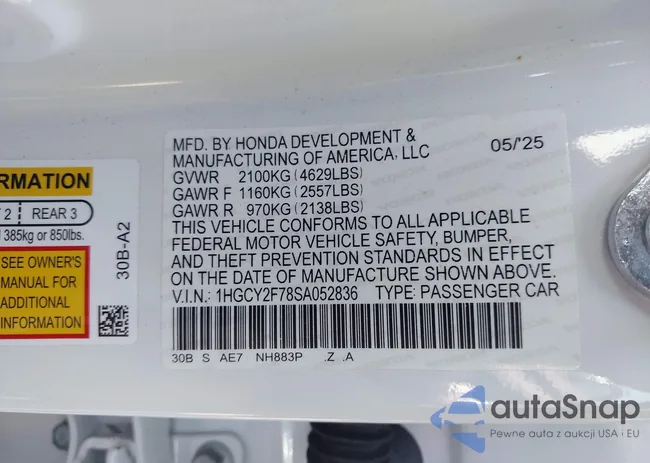 MFD. BY HONDA DEVELOPMENT & 05/'25
MANUFACTURING OF AMERICA, LLC
GVWR 2100KG(4629LBS)
GAWR F 1160KG(2557LBS)
GAWR R 970KG(2138LBS)
THIS VEHICLE CONFORMS TO ALL APPLICABLE
FEDERAL MOTOR VEHICLE SAFETY, BUMPER,
AND THEFT PREVENTION STANDARDS IN EFFECT
ON THE DATE OF MANUFACTURE SHOWN ABOVE.
V.I.N.: 1HGCY2F78SA052836 TYPE: PASSENGER CAR
30B S AE7 NH883P .Z .A
RMATION
2 REAR 3
385kg or 850lbs.
SEE OWNER'S
MANUAL FOR
ADDITIONAL
INFORMATION
30B-A2
autaSnap
Pewne auta z aukcji USA i EU